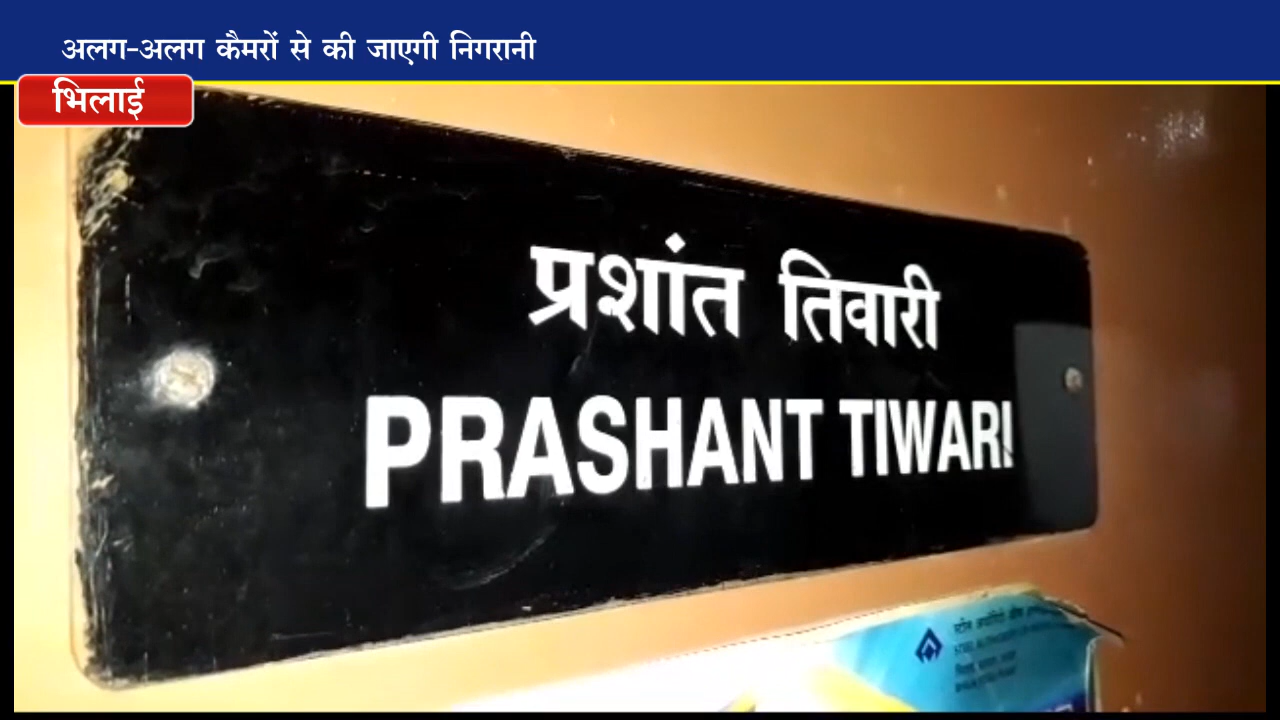 अलग-अलग कैमरों से की जाएगी निगरानी
भिलाई
प्रशांत तिवारी
PRASHANT TIWARI